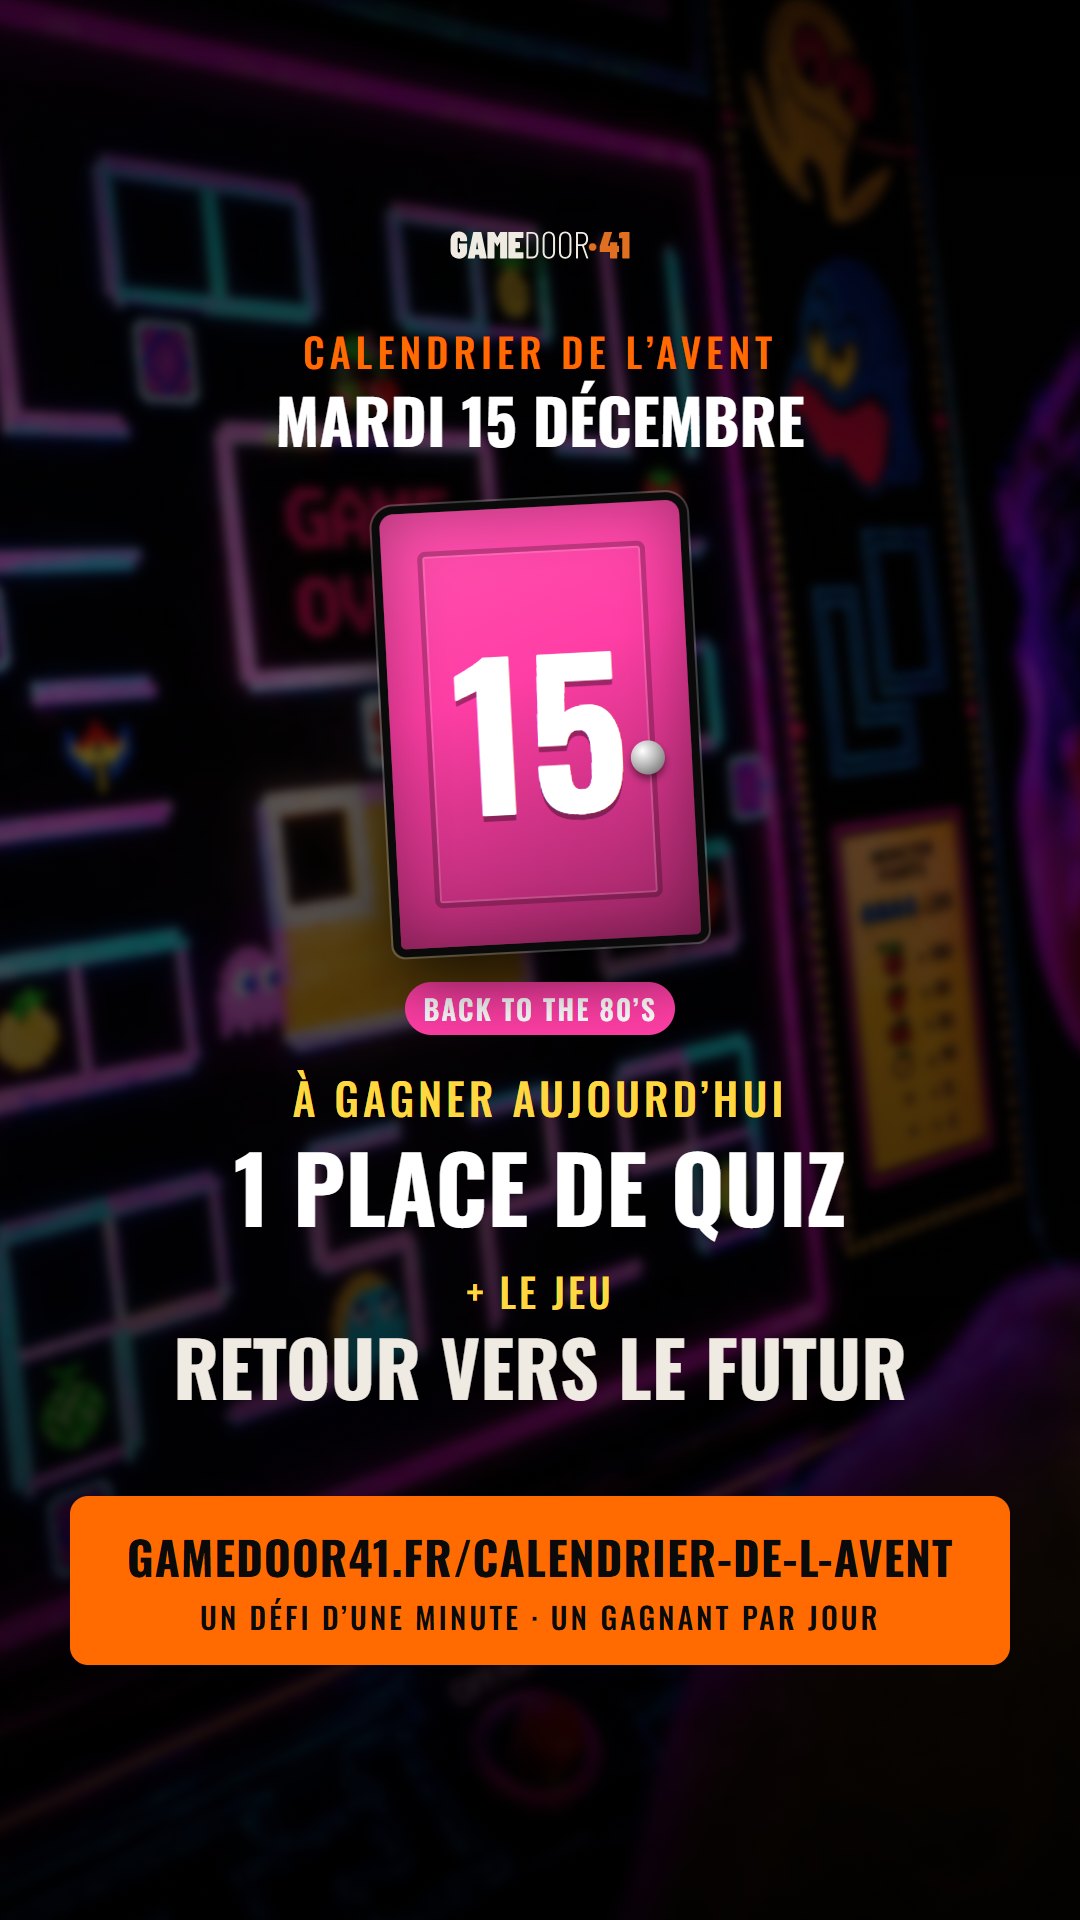 GAMEDOOR·41
CALENDRIER DE L’AVENT
MARDI 15 DÉCEMBRE
GAME
OV
15
BACK TO THE 80’S
À GAGNER AUJOURD’HUI
1 PLACE DE QUIZ
+ LE JEU
RETOUR VERS LE FUTUR
GAMEDOOR41.FR/CALENDRIER-DE-L-AVENT
UN DÉFI D’UNE MINUTE · UN GAGNANT PAR JOUR